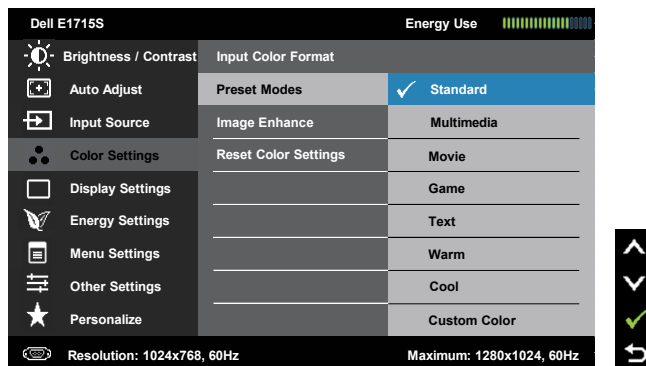 Dell E1715S Energy Use
Brightness / Contrast Input Color Format
Auto Adjust Preset Modes Standard
Input Source Image Enhance Multimedia
Color Settings Reset Color Settings Movie
Display Settings Game
Energy Settings Text
Menu Settings Warm
Other Settings Cool
Personalize Custom Color
Resolution: 1024x768, 60Hz Maximum: 1280x1024, 60Hz